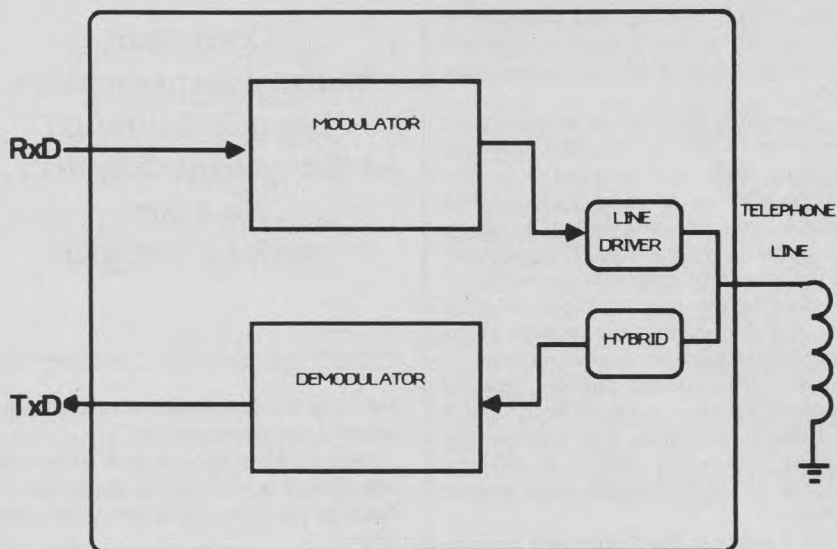 MODULATOR
RxD
LINE
DRIVER
TELEPHONE
LINE
HYBRID
DEMODULATOR
TxD